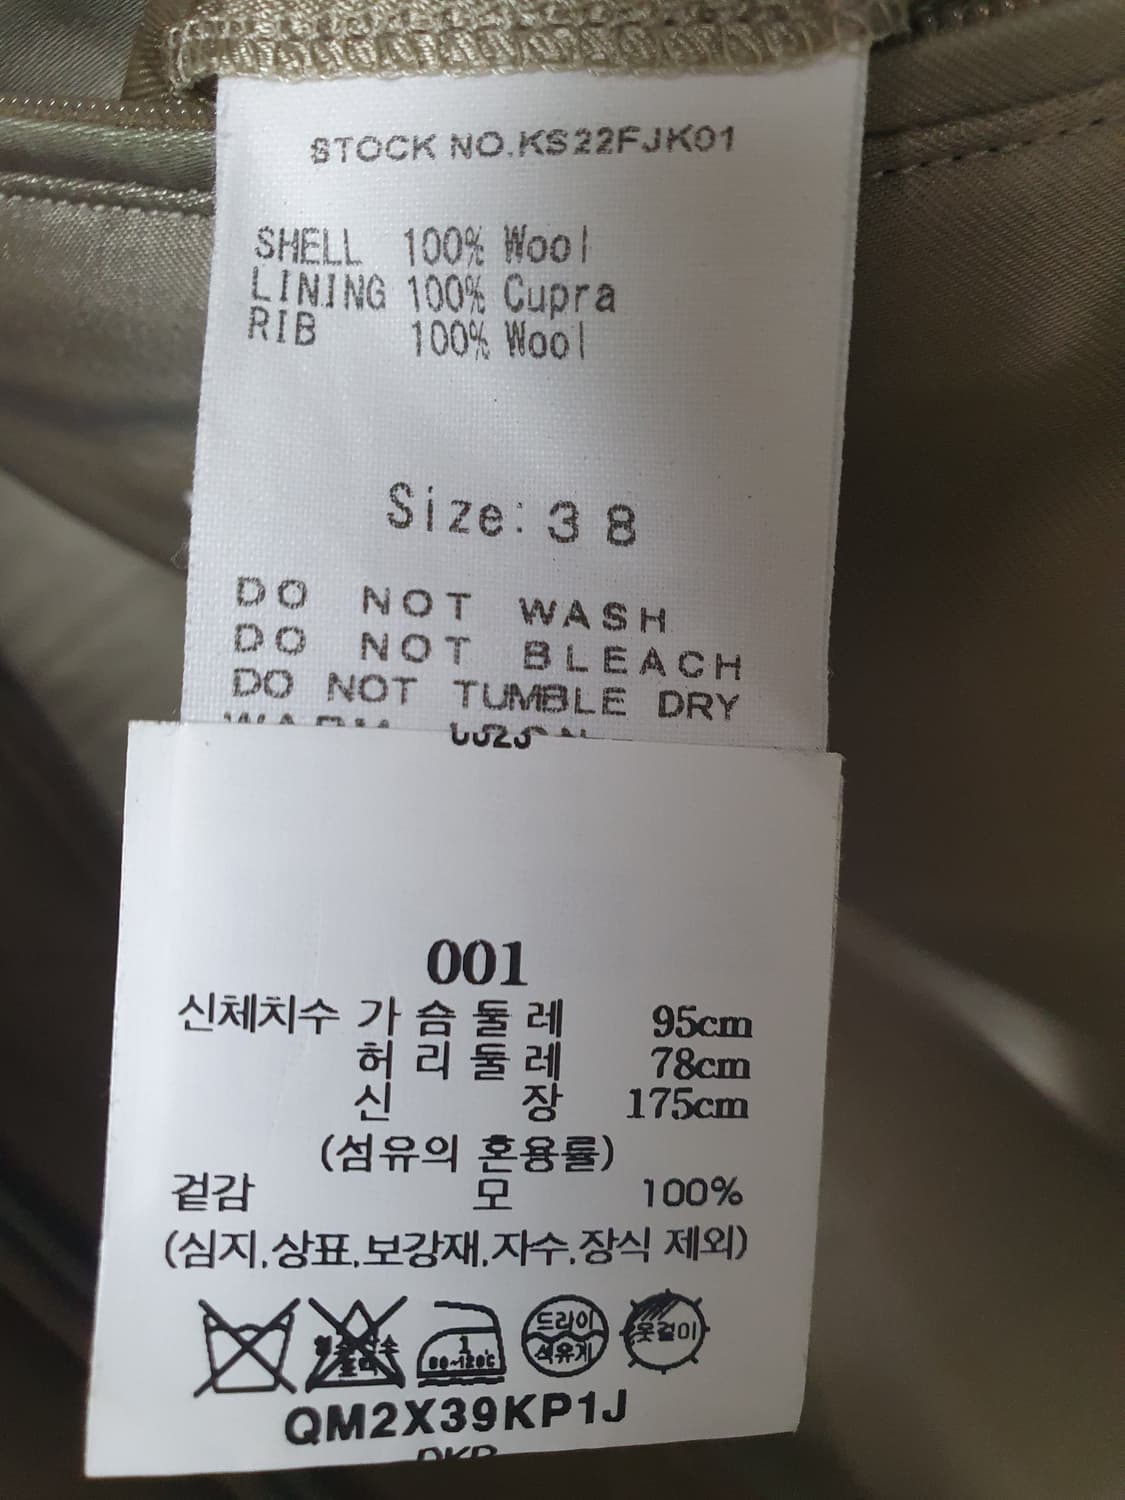 STOCK NO.KS22FJK01
SHELL 100% Wool
LINING 100% Cupra
RIB 100% Wool
Size: 38
DO NOT WASH
DO NOT BLEACH
DO NOT TUMBLE DRY
001
신체치수 가슴둘레 95cm
허리둘레 78cm
신장 175cm
(섬유의 혼용률)
겉감 모 100%
(심지,상표,보강재,자수,장식 제외)
드라이
석유계
옷걸이
QM2X39KP1J